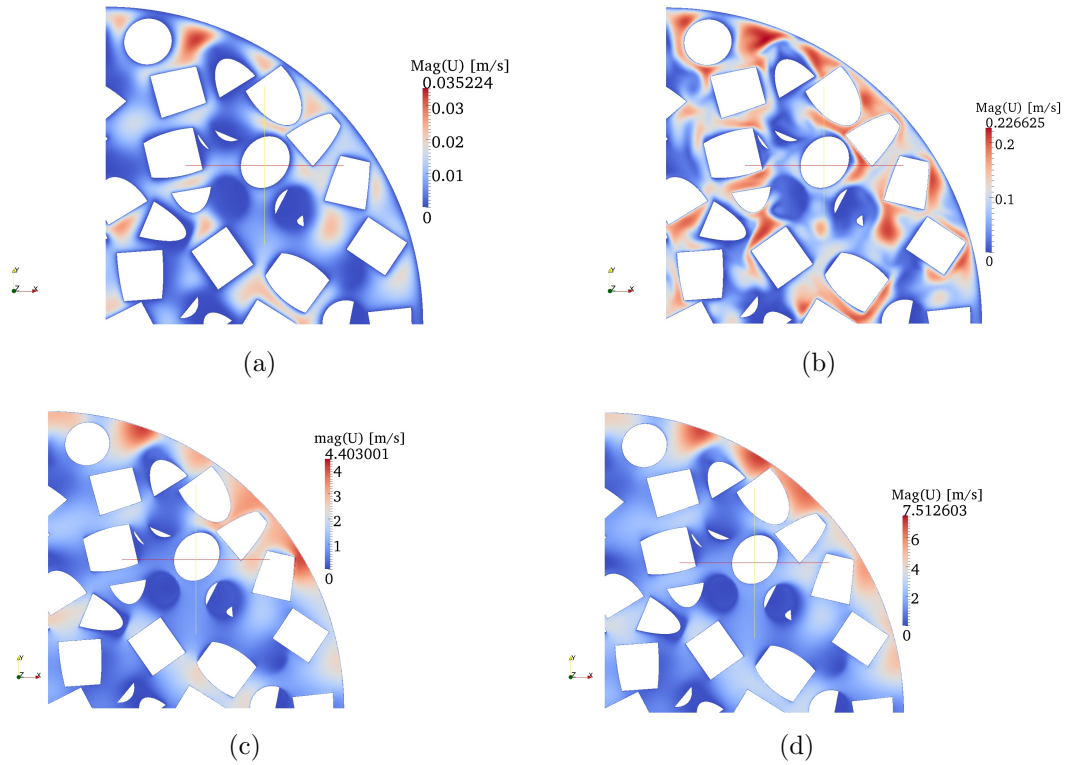 Mag(U) [m/s]
0.035224
0.03
0.02
0.01
0
Y
Z X
(a)
Mag(U) [m/s]
0.226625
0.2
0.1
0
Y
Z X
(b)
mag(U) [m/s]
4.403001
4
3
2
1
0
Y
Z X
(c)
Mag(U) [m/s]
7.512603
6
4
2
0
Y
Z X
(d)